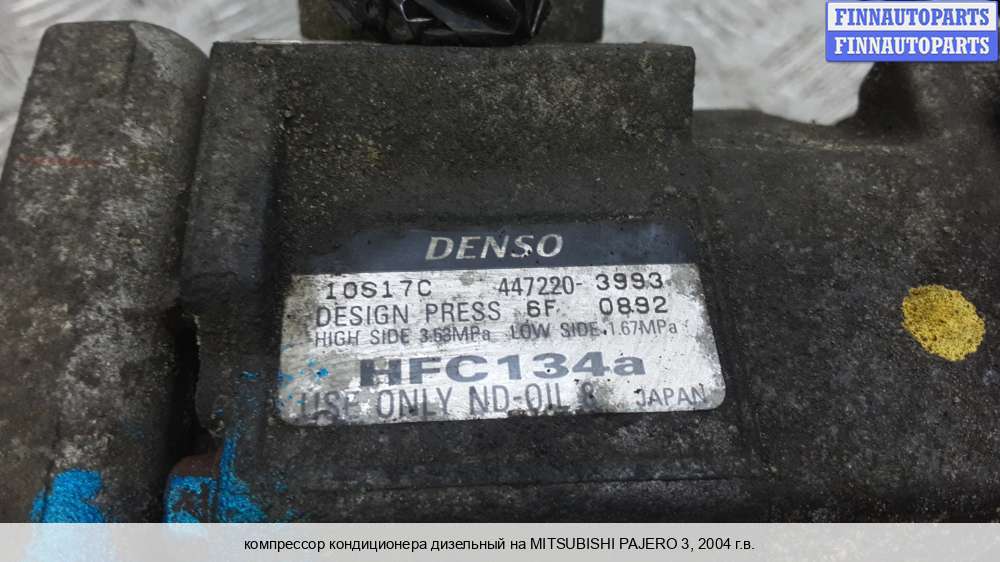 FINNAUTOPARTS
FINNAUTOPARTS
DENSO
10S17C 447220-3993
DESIGN PRESS 6F 0892
HIGH SIDE 3.53MPa LOW SIDE 1.67MPa
HFC134a
USE ONLY ND-OIL 8 JAPAN
компрессор кондиционера дизельный на MITSUBISHI PAJERO 3, 2004 г.в.